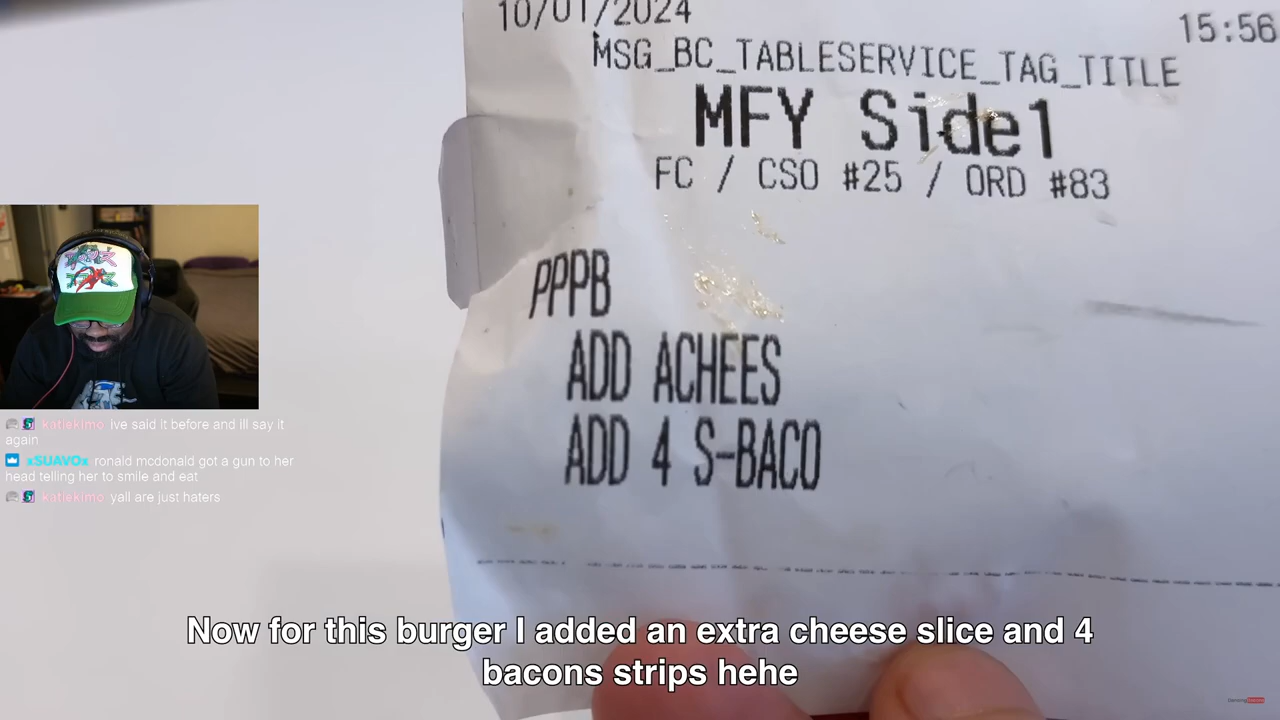 10/01/2024
15:56
MSG_BC_TABLESERVICE_TAG_TITLE
MFY Side1
FC / CSO #25 / ORD #83
PPPB
ADD ACHEES
ADD 4 S-BACO
katiekimo Ive said it before and ill say it
again
xSUAVOx ronald mcdonald got a gun to her
head telling her to smile and eat
katiekimo yall are just haters
Now for this burger I added an extra cheese slice and 4
bacons strips hehe